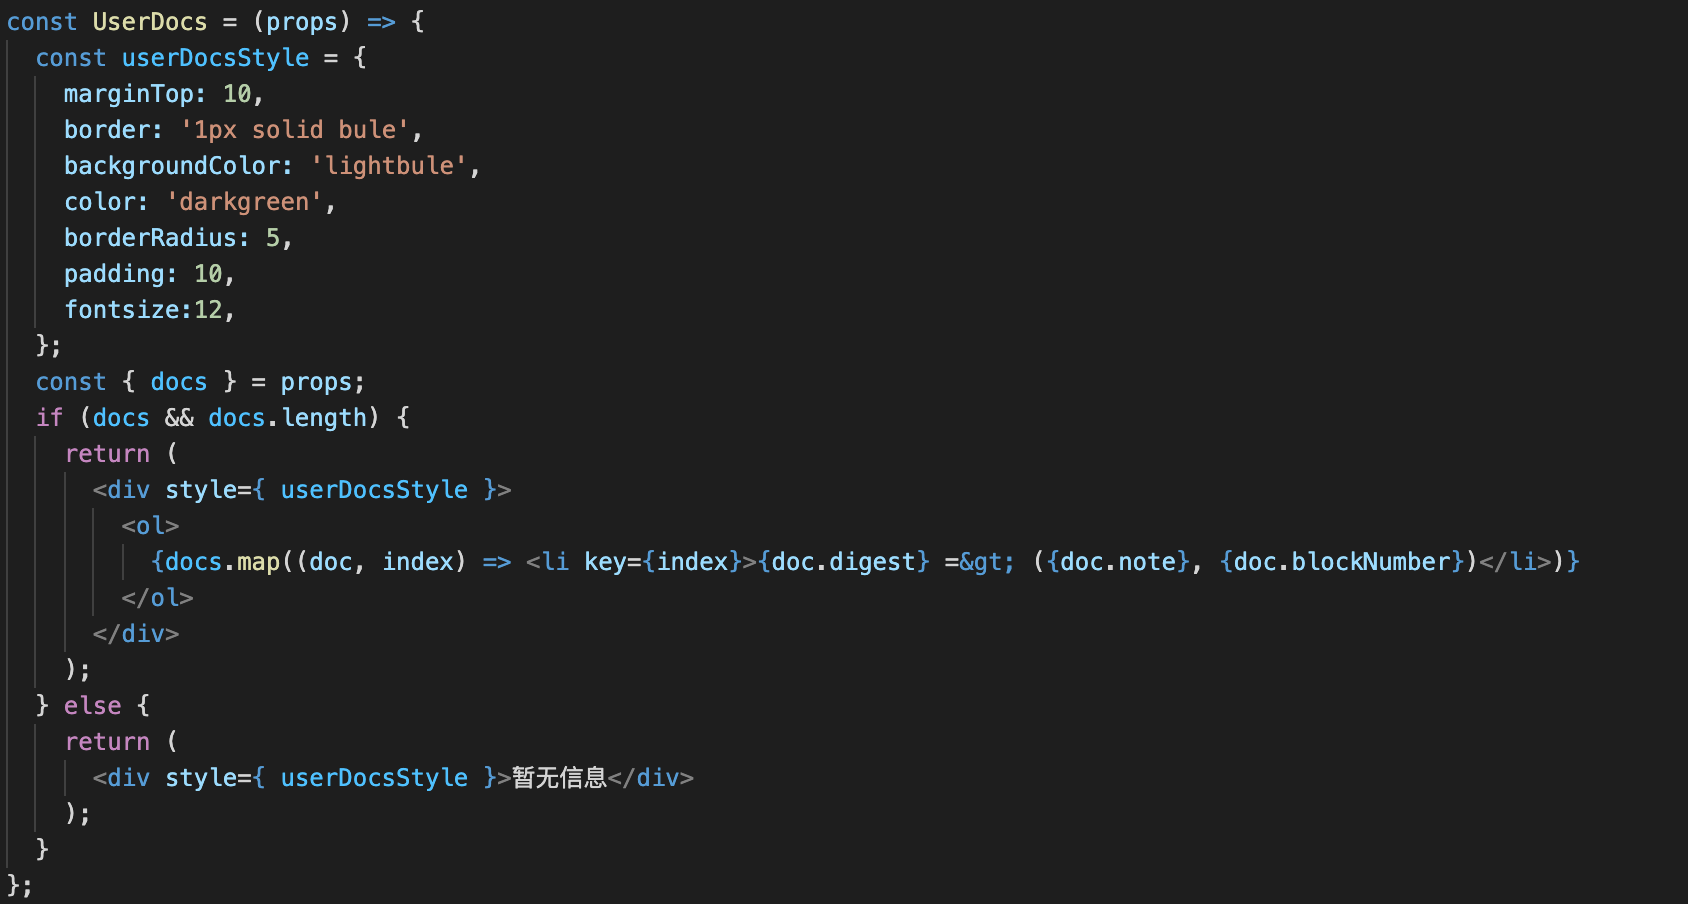 const UserDocs = (props) => {
  const userDocsStyle = {
    marginTop: 10,
    border: '1px solid bule',
    backgroundColor: 'lightbule',
    color: 'darkgreen',
    borderRadius: 5,
    padding: 10,
    fontsize:12,
  };
  const { docs } = props;
  if (docs && docs.length) {
    return (
      <div style={ userDocsStyle }>
        <ol>
          {docs.map((doc, index) => <li key={index}>{doc.digest} =&gt; ({doc.note}, {doc.blockNumber})</li>)}
        </ol>
      </div>
    );
  } else {
    return (
      <div style={ userDocsStyle }>暂无信息</div>
    );
  }
};